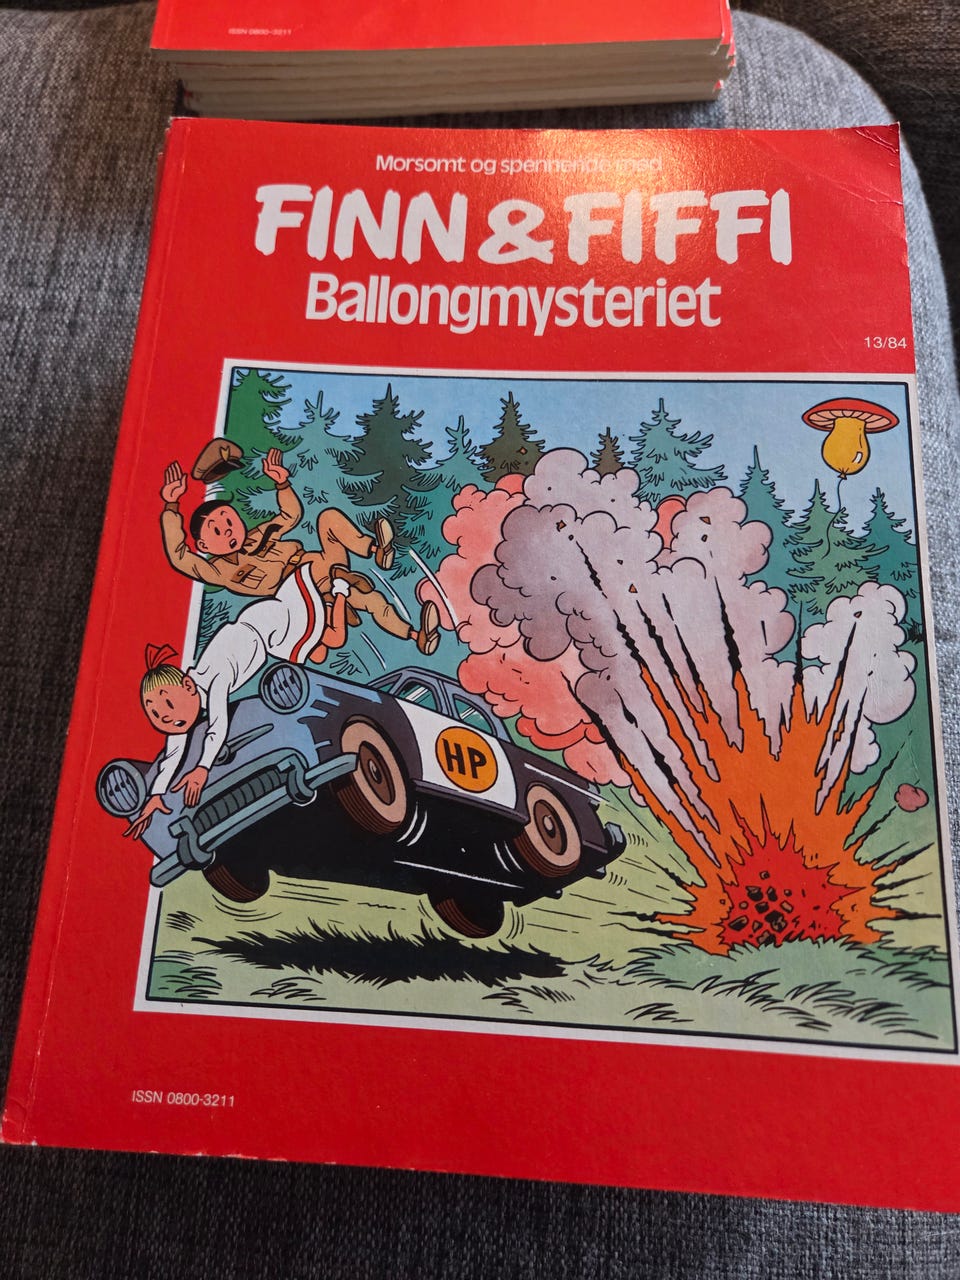 ISSN 0800-3211
Morsomt og spennende med
FINN & FIFFI
Ballongmysteriet
13/84
HP
ISSN 0800-3211